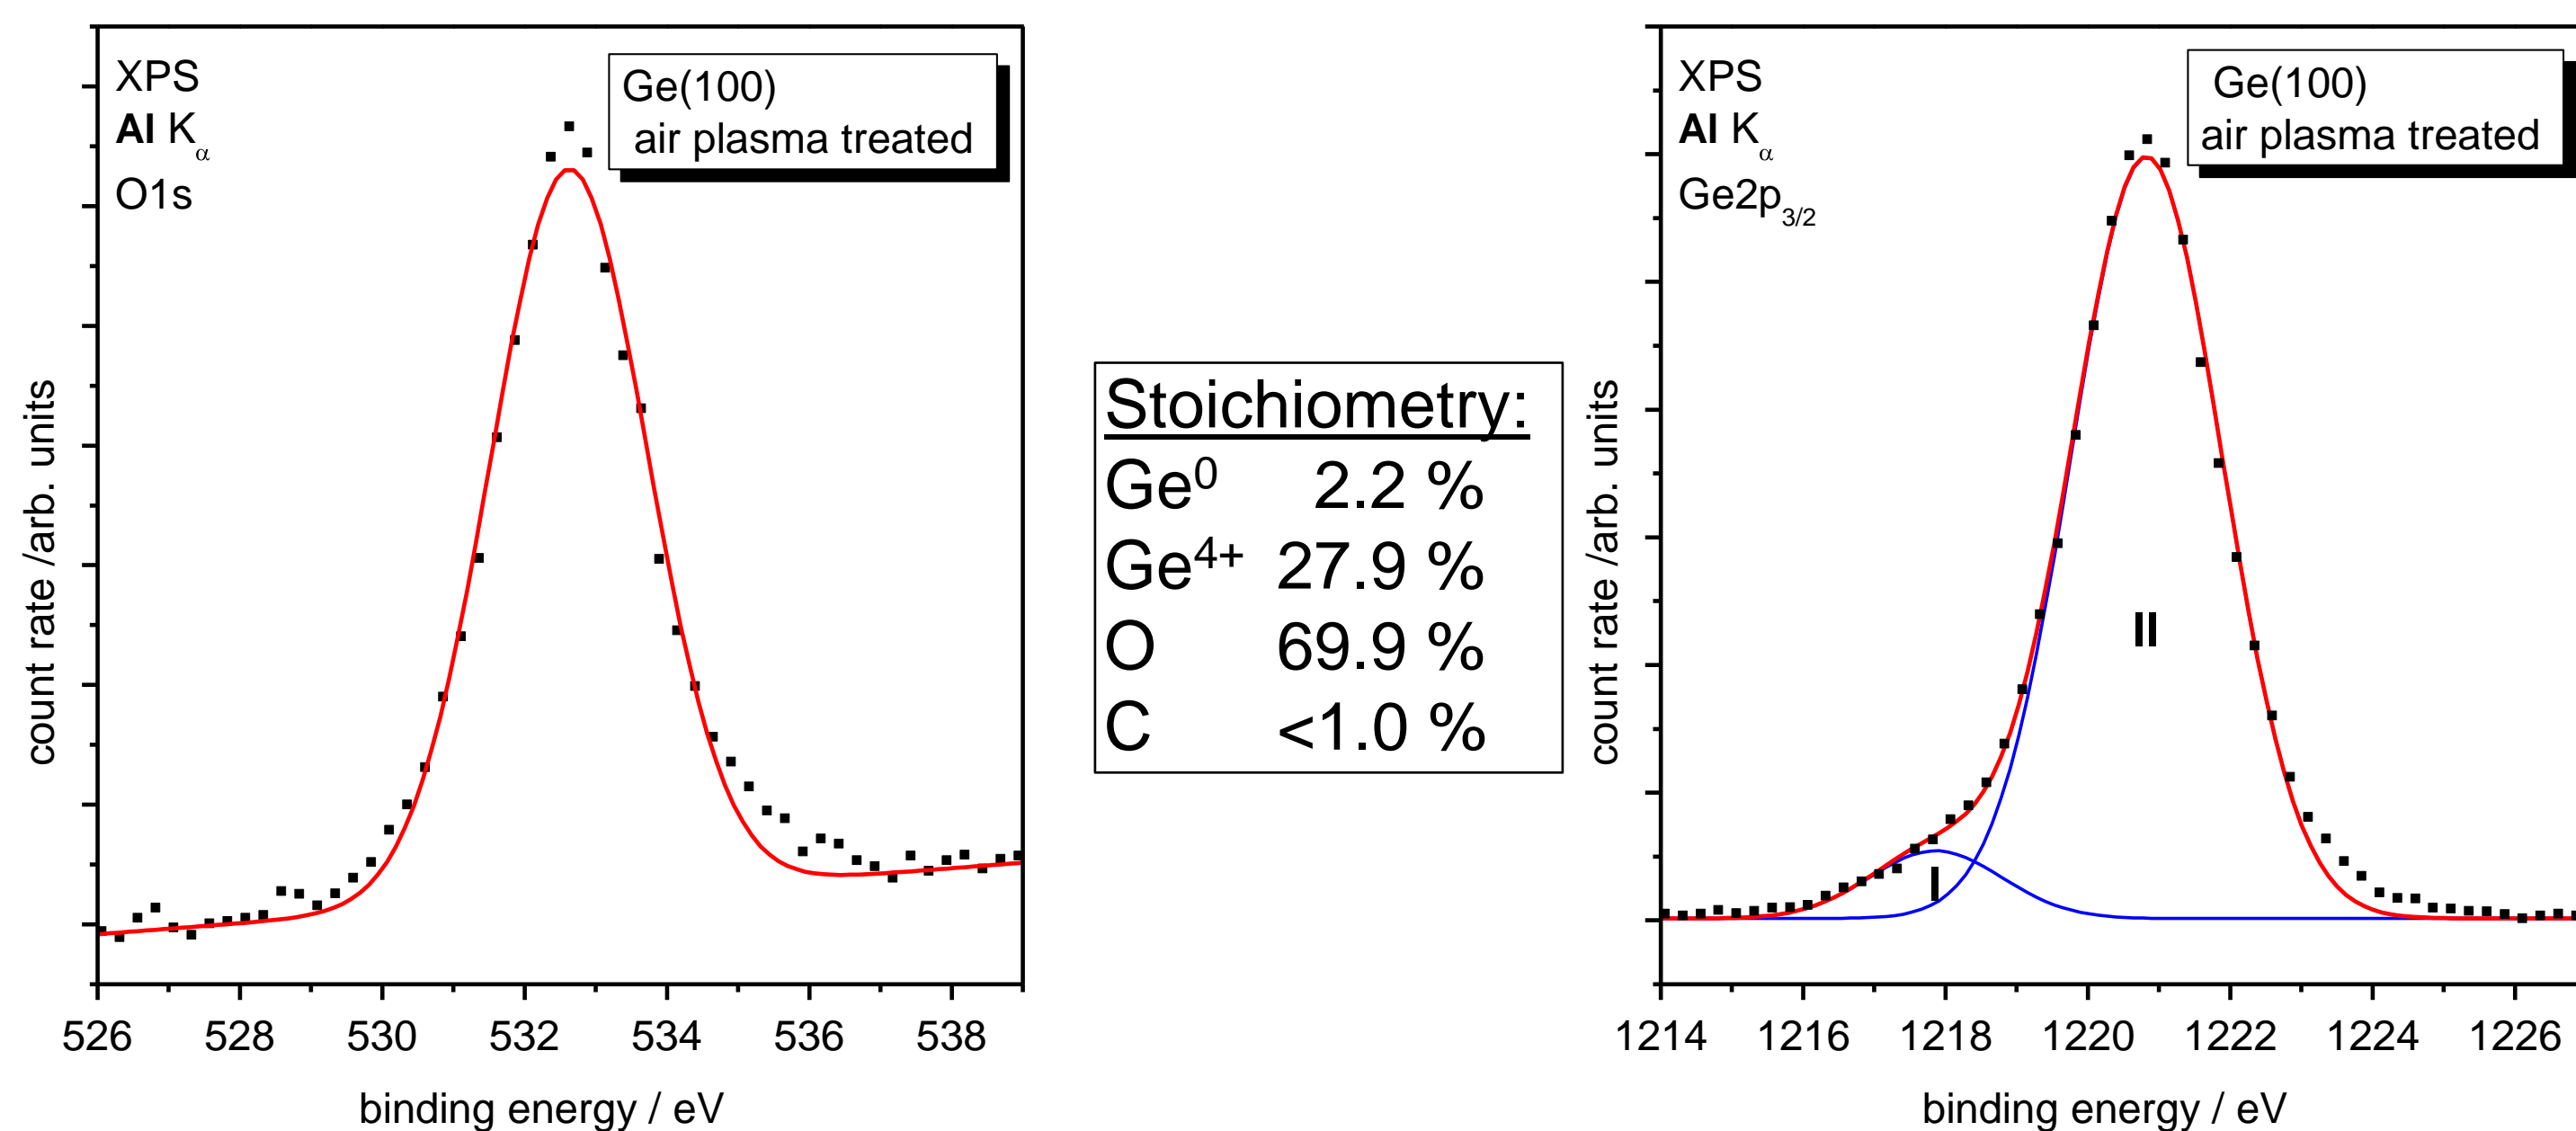 XPS
Al Kα
O1s
Ge(100)
air plasma treated
count rate /arb. units
526 528 530 532 534 536 538
binding energy / eV
Stoichiometry:
Ge⁰ 2.2 %
Ge⁴⁺ 27.9 %
O 69.9 %
C <1.0 %
XPS
Al Kα
Ge2p3/2
Ge(100)
air plasma treated
II
I
count rate /arb. units
1214 1216 1218 1220 1222 1224 1226
binding energy / eV